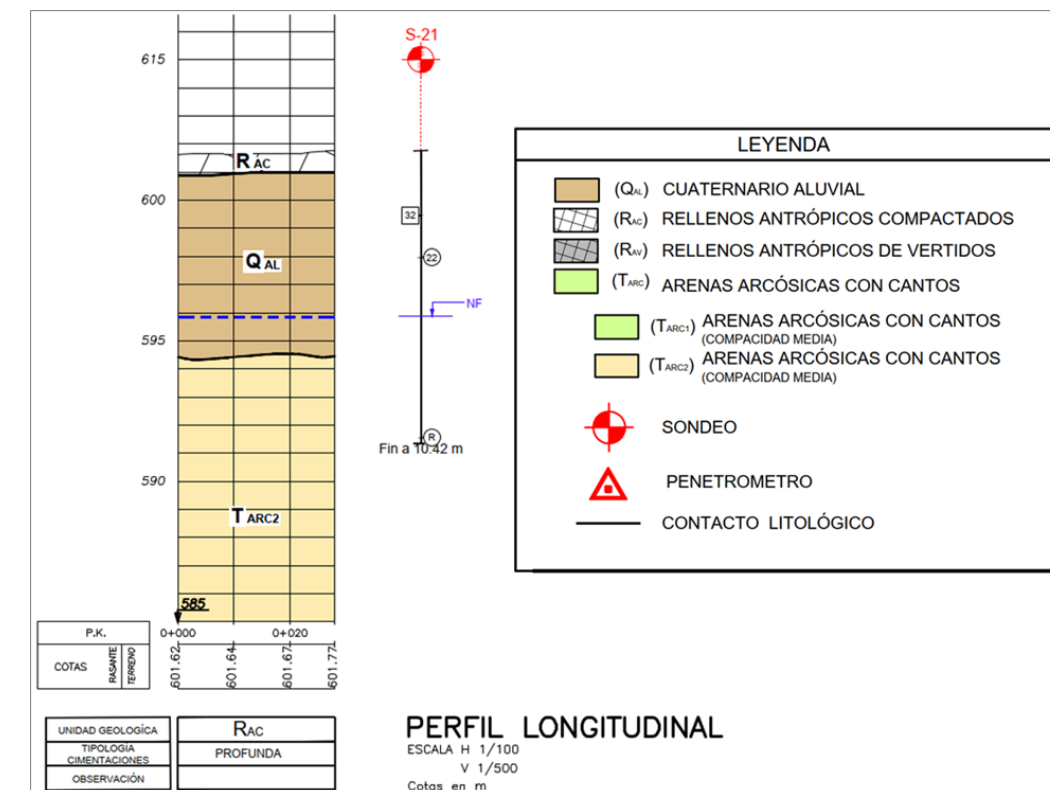 S-21
615
R AC
600
32
Q AL
22
NF
595
R
Fin a 10.42 m
590
T ARC2
585
LEYENDA
(QAL) CUATERNARIO ALUVIAL
(RAC) RELLENOS ANTRÓPICOS COMPACTADOS
(RAV) RELLENOS ANTRÓPICOS DE VERTIDOS
(TARC) ARENAS ARCÓSICAS CON CANTOS
(TARC1) ARENAS ARCÓSICAS CON CANTOS
(COMPACIDAD MEDIA)
(TARC2) ARENAS ARCÓSICAS CON CANTOS
(COMPACIDAD MEDIA)
SONDEO
PENETROMETRO
CONTACTO LITOLÓGICO
P.K. 0+000 0+020
COTAS RASANTE TERRENO 601.62 601.64 601.67 601.77
UNIDAD GEOLOGÍCA RAC
TIPOLOGIA
CIMENTACIONES PROFUNDA
OBSERVACIÓN
PERFIL LONGITUDINAL
ESCALA H 1/100
V 1/500
Cotas en m